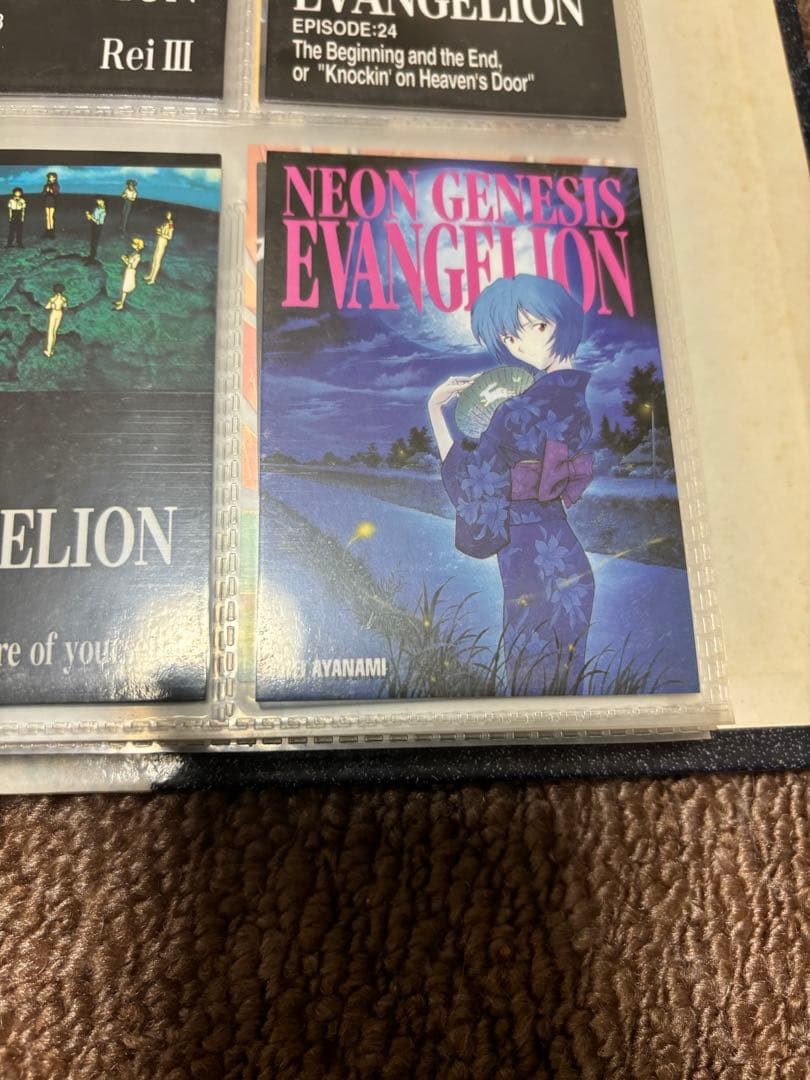 Rei III
EVANGELION
EPISODE:24
The Beginning and the End,
or "Knockin' on Heaven's Door"
ELION
re of your
NEON GENESIS
EVANGELION
AYANAMI